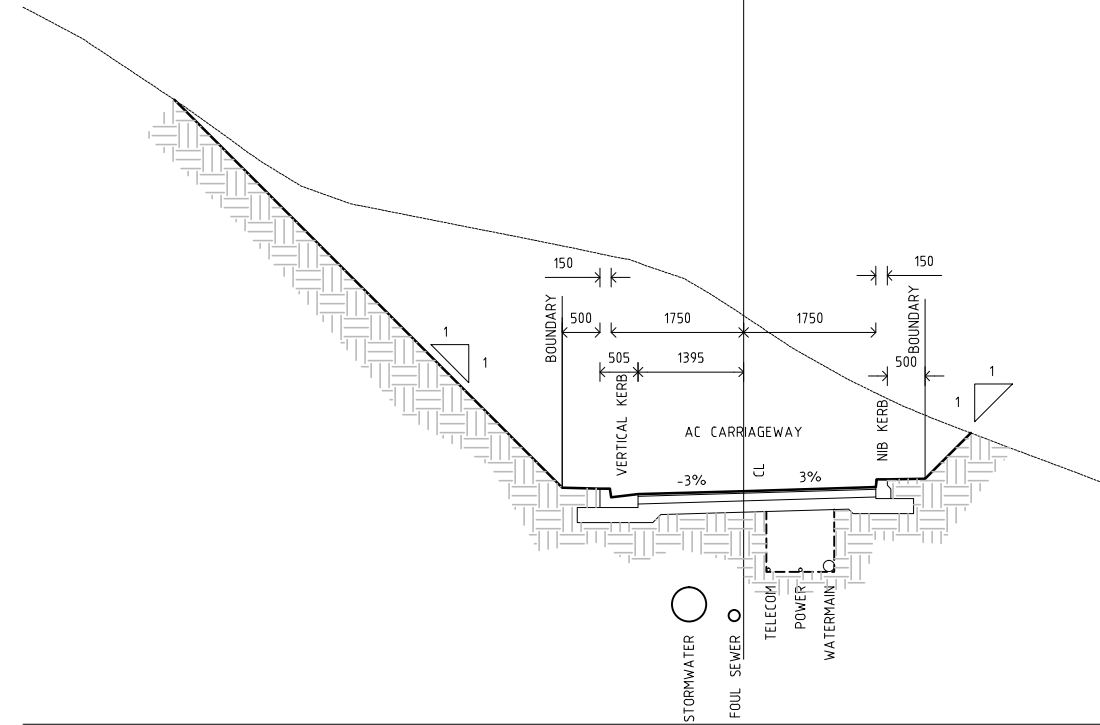 150
150
BOUNDARY
BOUNDARY
500
1750
1750
1
1
505
1395
500
1
1
VERTICAL KERB
NIB KERB
AC CARRIAGEWAY
CL
-3%
3%
TELECOM
POWER
WATERMAIN
STORMWATER
FOUL SEWER